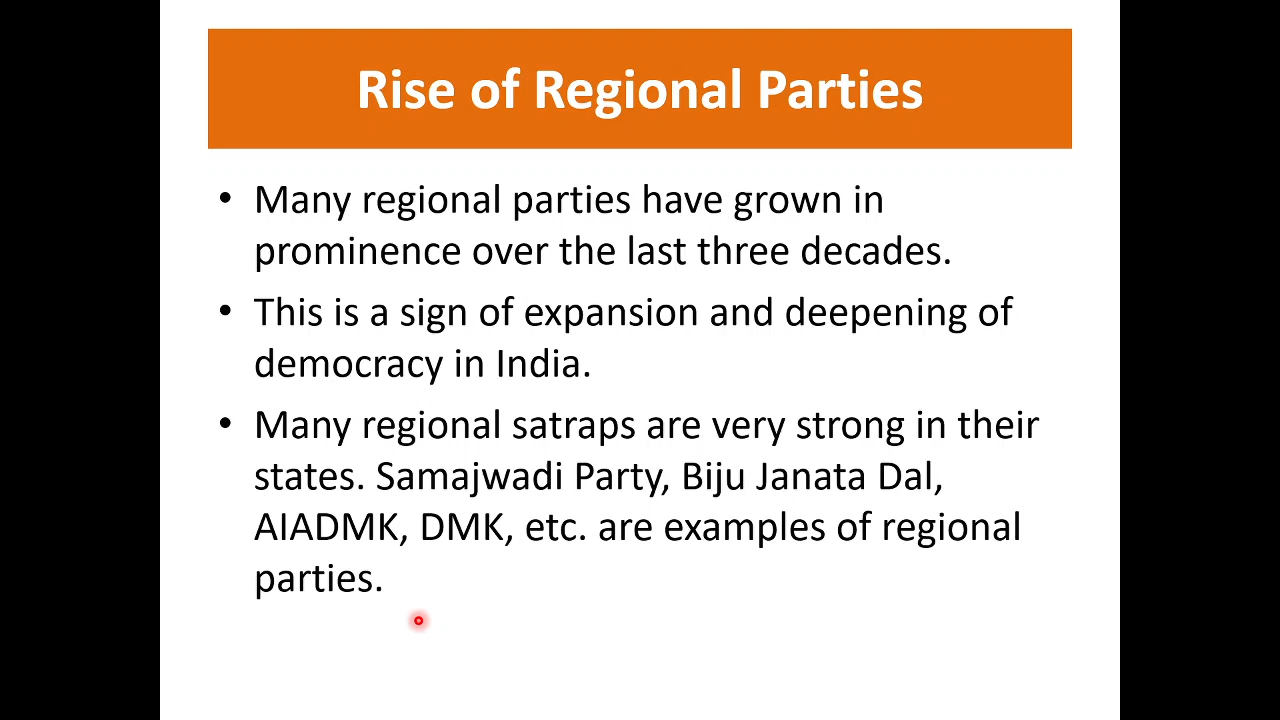 Rise of Regional Parties
• Many regional parties have grown in
prominence over the last three decades.
• This is a sign of expansion and deepening of
democracy in India.
• Many regional satraps are very strong in their
states. Samajwadi Party, Biju Janata Dal,
AIADMK, DMK, etc. are examples of regional
parties.